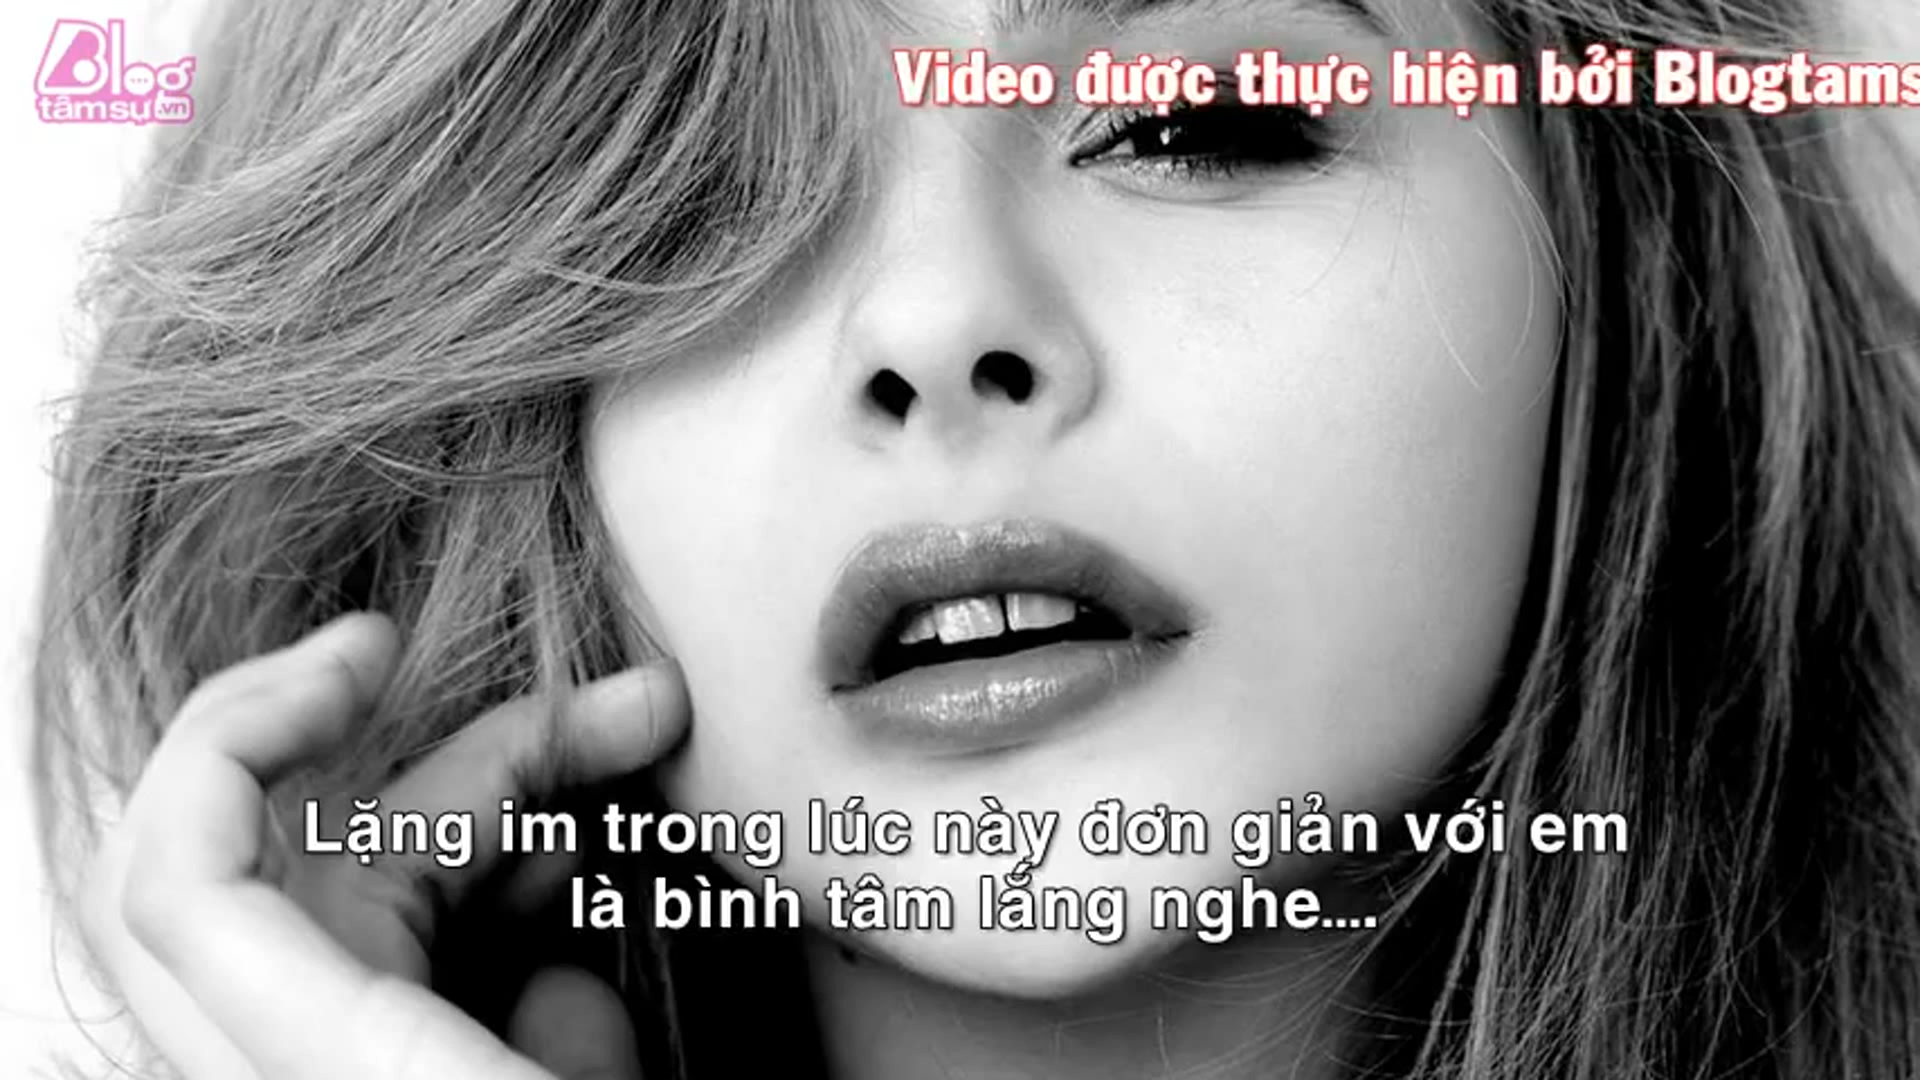 Blog
tâmsự.vn
Video được thực hiện bởi Blogtams
Lặng im trong lúc này đơn giản với em
là bình tâm lắng nghe....